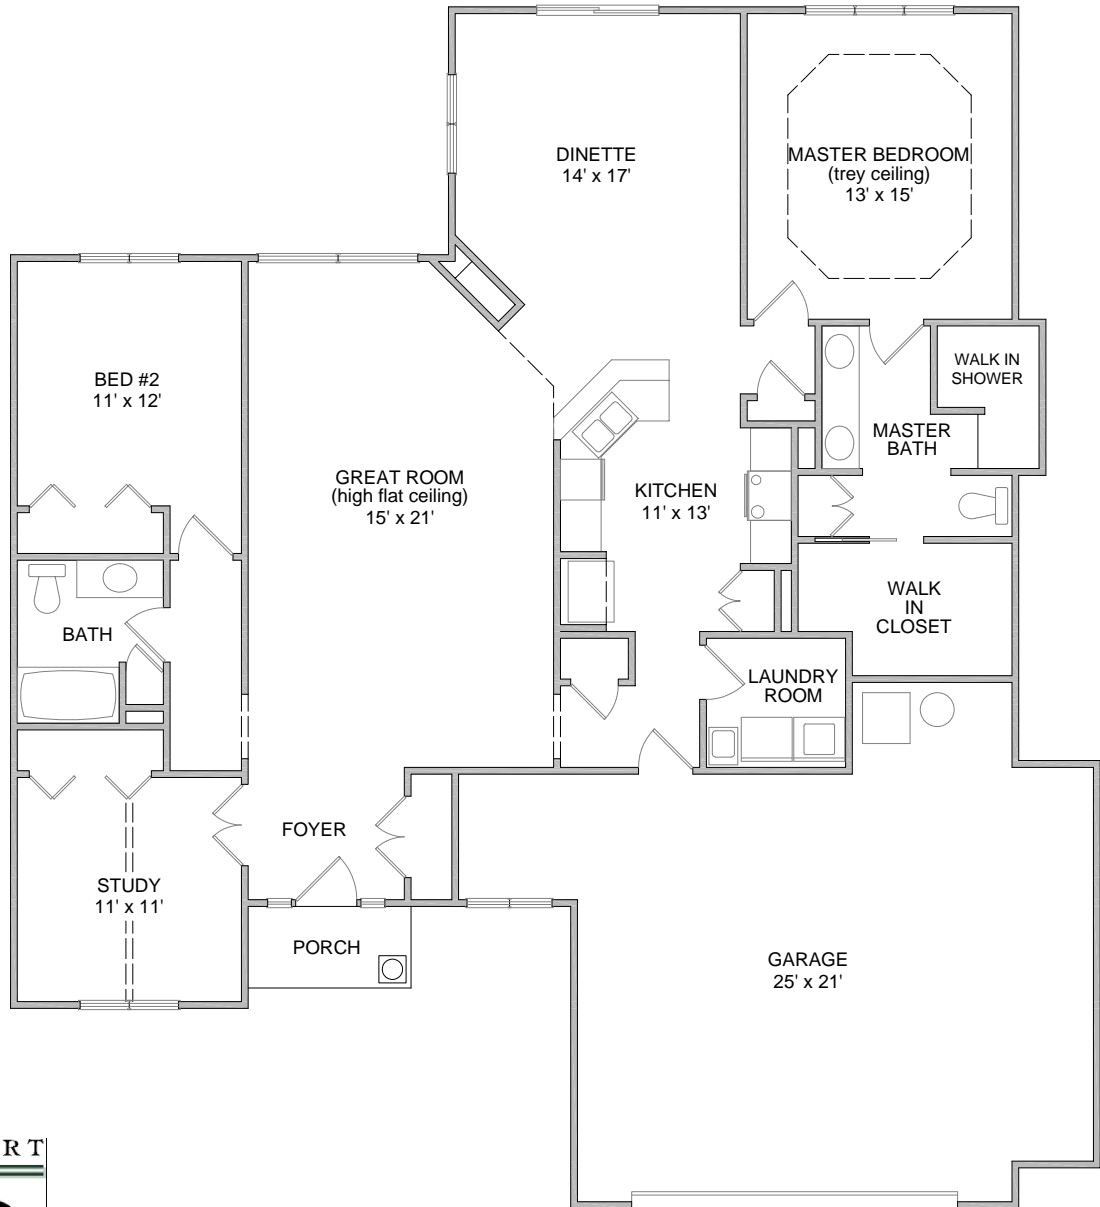 DINETTE
14' x 17'
MASTER BEDROOM
(trey ceiling)
13' x 15'
BED #2
11' x 12'
WALK IN
SHOWER
MASTER
BATH
GREAT ROOM
(high flat ceiling)
15' x 21'
KITCHEN
11' x 13'
WALK
IN
CLOSET
BATH
LAUNDRY
ROOM
FOYER
STUDY
11' x 11'
PORCH
GARAGE
25' x 21'
RT